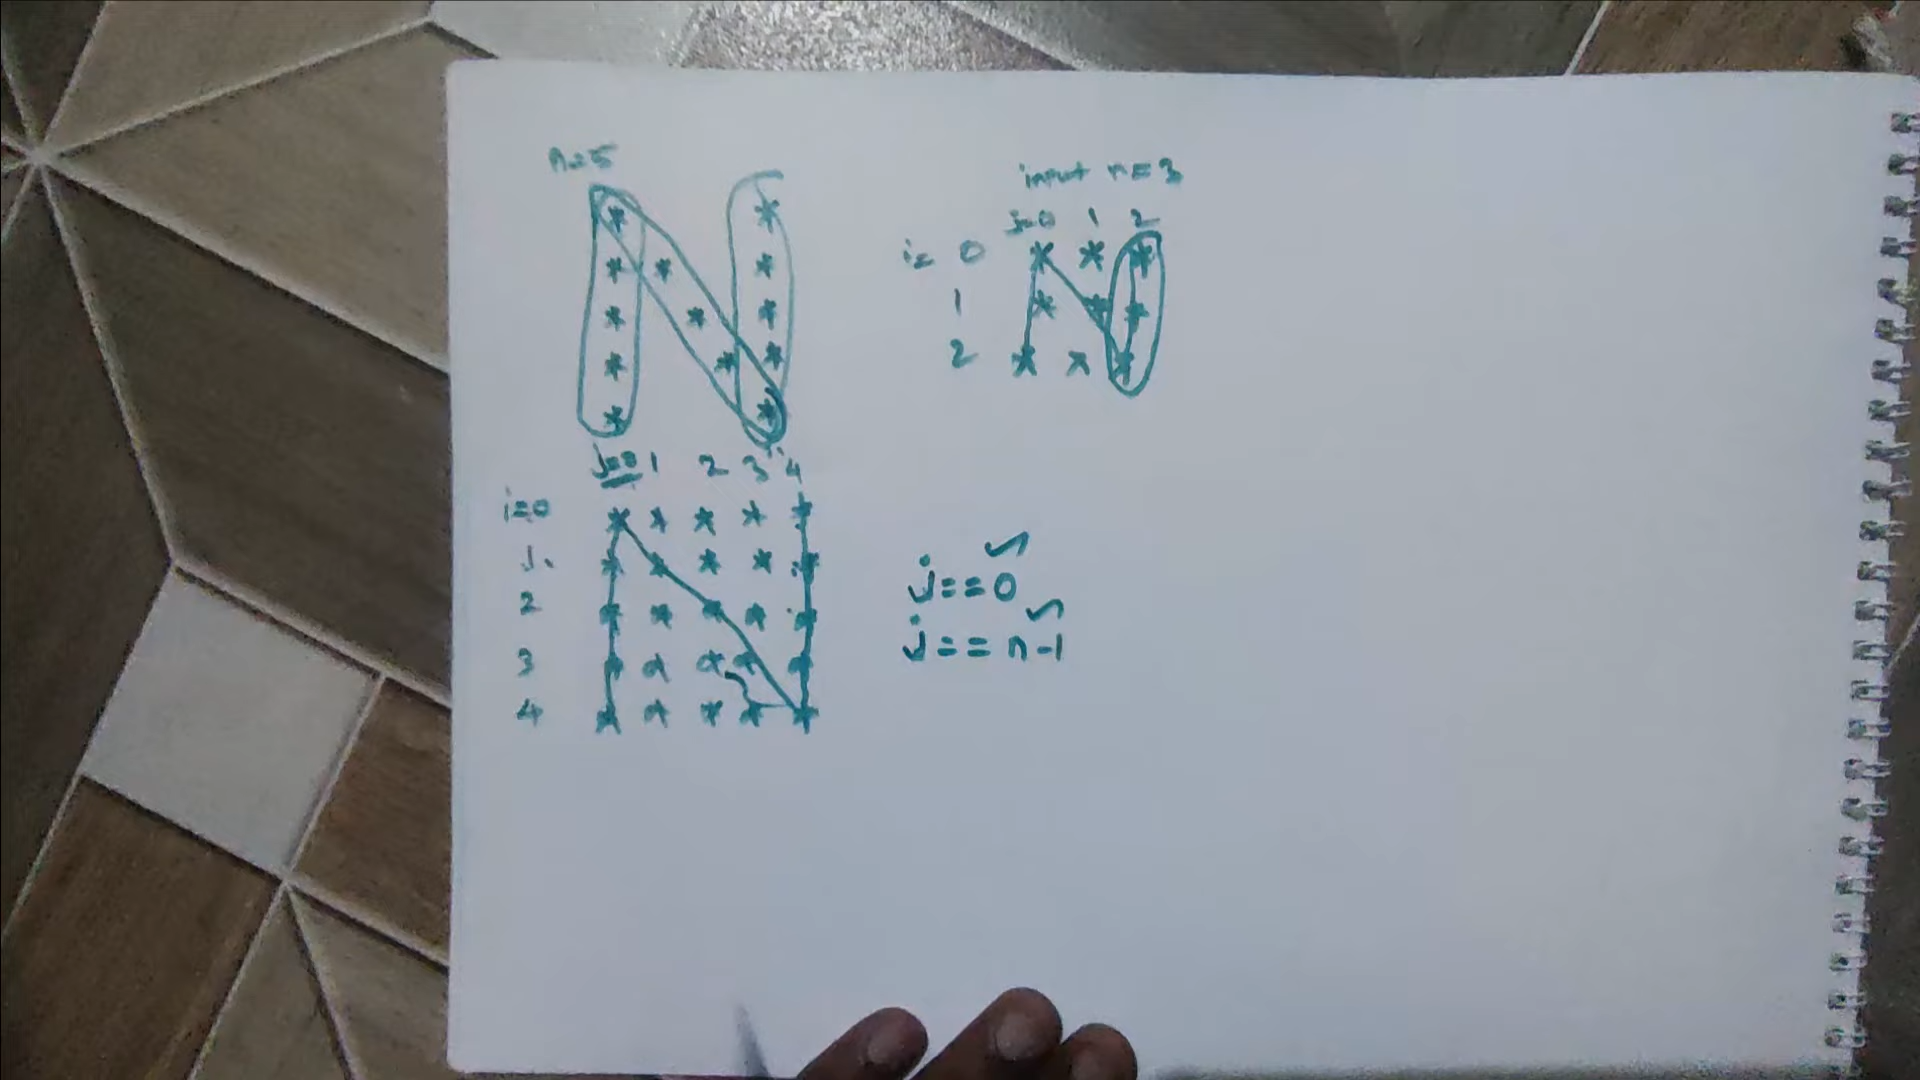 n=5
* *
* * *
* * *
* * *
* *
j=0 1 2 3 4
i=0 * * * * *
1 * * * * *
2 * * * * *
3 * * * * *
4 * * * * *
input n=3
j=0 1 2
i= 0 * * *
1 * * *
2 * * *
j==0
j==n-1